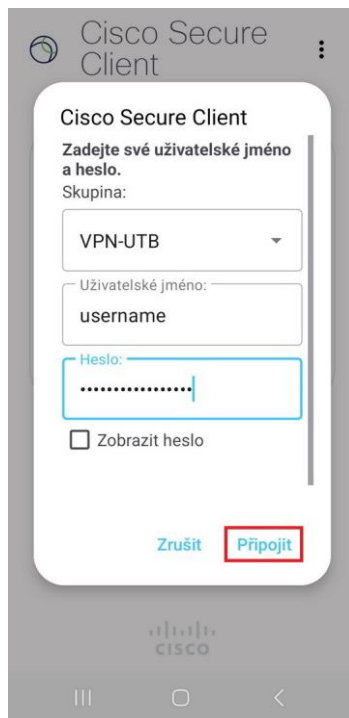 Cisco Secure
Client
Cisco Secure Client
Zadejte své uživatelské jméno
a heslo.
Skupina:
VPN-UTB
Uživatelské jméno:
username
Heslo:
•••••••••••••••••
Zobrazit heslo
Zrušit Připojit
CISCO